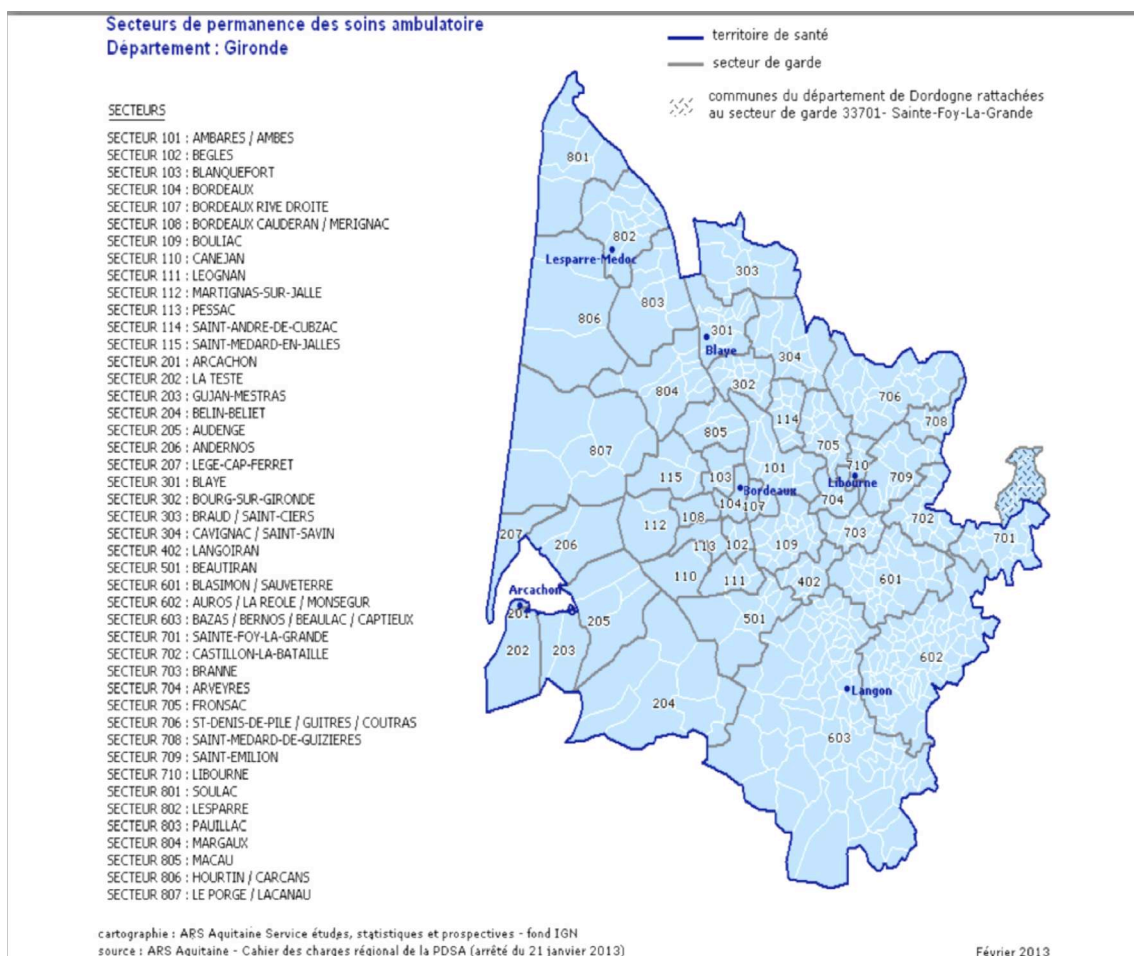 Secteurs de permanence des soins ambulatoire
Département : Gironde
territoire de santé
secteur de garde
communes du département de Dordogne rattachées
au secteur de garde 33701- Sainte-Foy-La-Grande
SECTEURS
SECTEUR 101 : AMBARES / AMBES
SECTEUR 102 : BEGLES
SECTEUR 103 : BLANQUEFORT
SECTEUR 104 : BORDEAUX
SECTEUR 107 : BORDEAUX RIVE DROITE
SECTEUR 108 : BORDEAUX CAUDERAN / MERIGNAC
SECTEUR 109 : BOULIAC
SECTEUR 110 : CANEJAN
SECTEUR 111 : LEOGNAN
SECTEUR 112 : MARTIGNAS-SUR-JALLE
SECTEUR 113 : PESSAC
SECTEUR 114 : SAINT-ANDRE-DE-CUBZAC
SECTEUR 115 : SAINT-MEDARD-EN-JALLES
SECTEUR 201 : ARCACHON
SECTEUR 202 : LA TESTE
SECTEUR 203 : GUJAN-MESTRAS
SECTEUR 204 : BELIN-BELIET
SECTEUR 205 : AUDENGE
SECTEUR 206 : ANDERNOS
SECTEUR 207 : LEGE-CAP-FERRET
SECTEUR 301 : BLAYE
SECTEUR 302 : BOURG-SUR-GIRONDE
SECTEUR 303 : BRAUD / SAINT-CIERS
SECTEUR 304 : CAVIGNAC / SAINT-SAVIN
SECTEUR 402 : LANGOIRAN
SECTEUR 501 : BEAUTIRAN
SECTEUR 601 : BLASIMON / SAUVETERRE
SECTEUR 602 : AUROS / LA REOLE / MONSEGUR
SECTEUR 603 : BAZAS / BERNOS / BEAULAC / CAPTIEUX
SECTEUR 701 : SAINTE-FOY-LA-GRANDE
SECTEUR 702 : CASTILLON-LA-BATAILLE
SECTEUR 703 : BRANNE
SECTEUR 704 : ARVEYRES
SECTEUR 705 : FRONSAC
SECTEUR 706 : ST-DENIS-DE-PILE / GUITRES / COUTRAS
SECTEUR 708 : SAINT-MEDARD-DE-GUIZIERES
SECTEUR 709 : SAINT-EMILION
SECTEUR 710 : LIBOURNE
SECTEUR 801 : SOULAC
SECTEUR 802 : LESPARRE
SECTEUR 803 : PAUILLAC
SECTEUR 804 : MARGAUX
SECTEUR 805 : MACAU
SECTEUR 806 : HOURTIN / CARCANS
SECTEUR 807 : LE PORGE / LACANAU
801
802
Lesparre-Medoc
303
803
806
301
Blaye
304
302
804
706
114
708
805
705
807
101
710
115
103
709
Libourne
Bordeaux
104
107
704
108
702
112
207
703
701
206
113
102
109
110
111
402
601
Arcachon
201
205
501
202
203
602
Langon
204
603
cartographie : ARS Aquitaine Service études, statistiques et prospectives - fond IGN
source : ARS Aquitaine - Cahier des charges régional de la PDSA (arrêté du 21 janvier 2013)
Février 2013